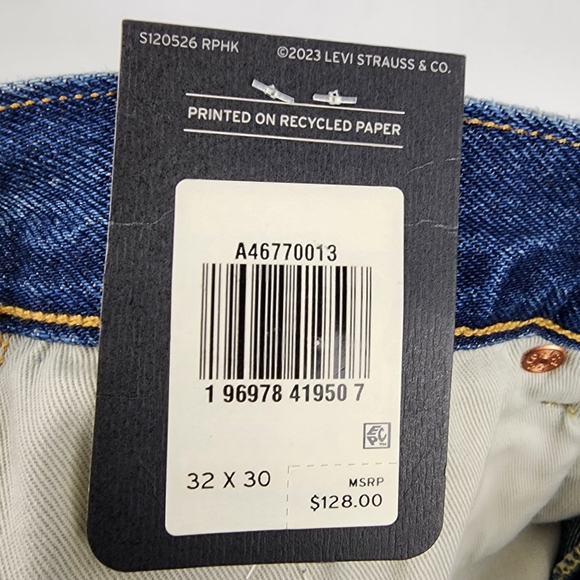 S120526 RPHK ©2023 LEVI STRAUSS & CO.
PRINTED ON RECYCLED PAPER
A46770013
1 96978 41950 7
EPC
32 X 30
MSRP
$128.00